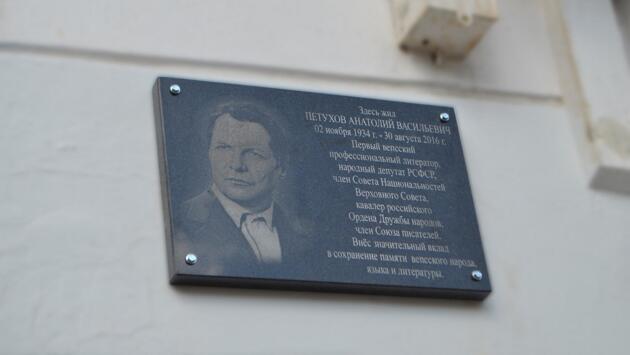 Здесь жил
ПЕТУХОВ АНАТОЛИЙ ВАСИЛЬЕВИЧ
02 ноября 1934 г. - 30 августа 2016 г.
Первый вепсский
профессиональный литератор,
народный депутат РСФСР,
член Совета Национальностей
Верховного Совета,
кавалер российского
Ордена Дружбы народов,
член Союза писателей.
Внёс значительный вклад
в сохранение памяти вепсского народа,
языка и литературы.